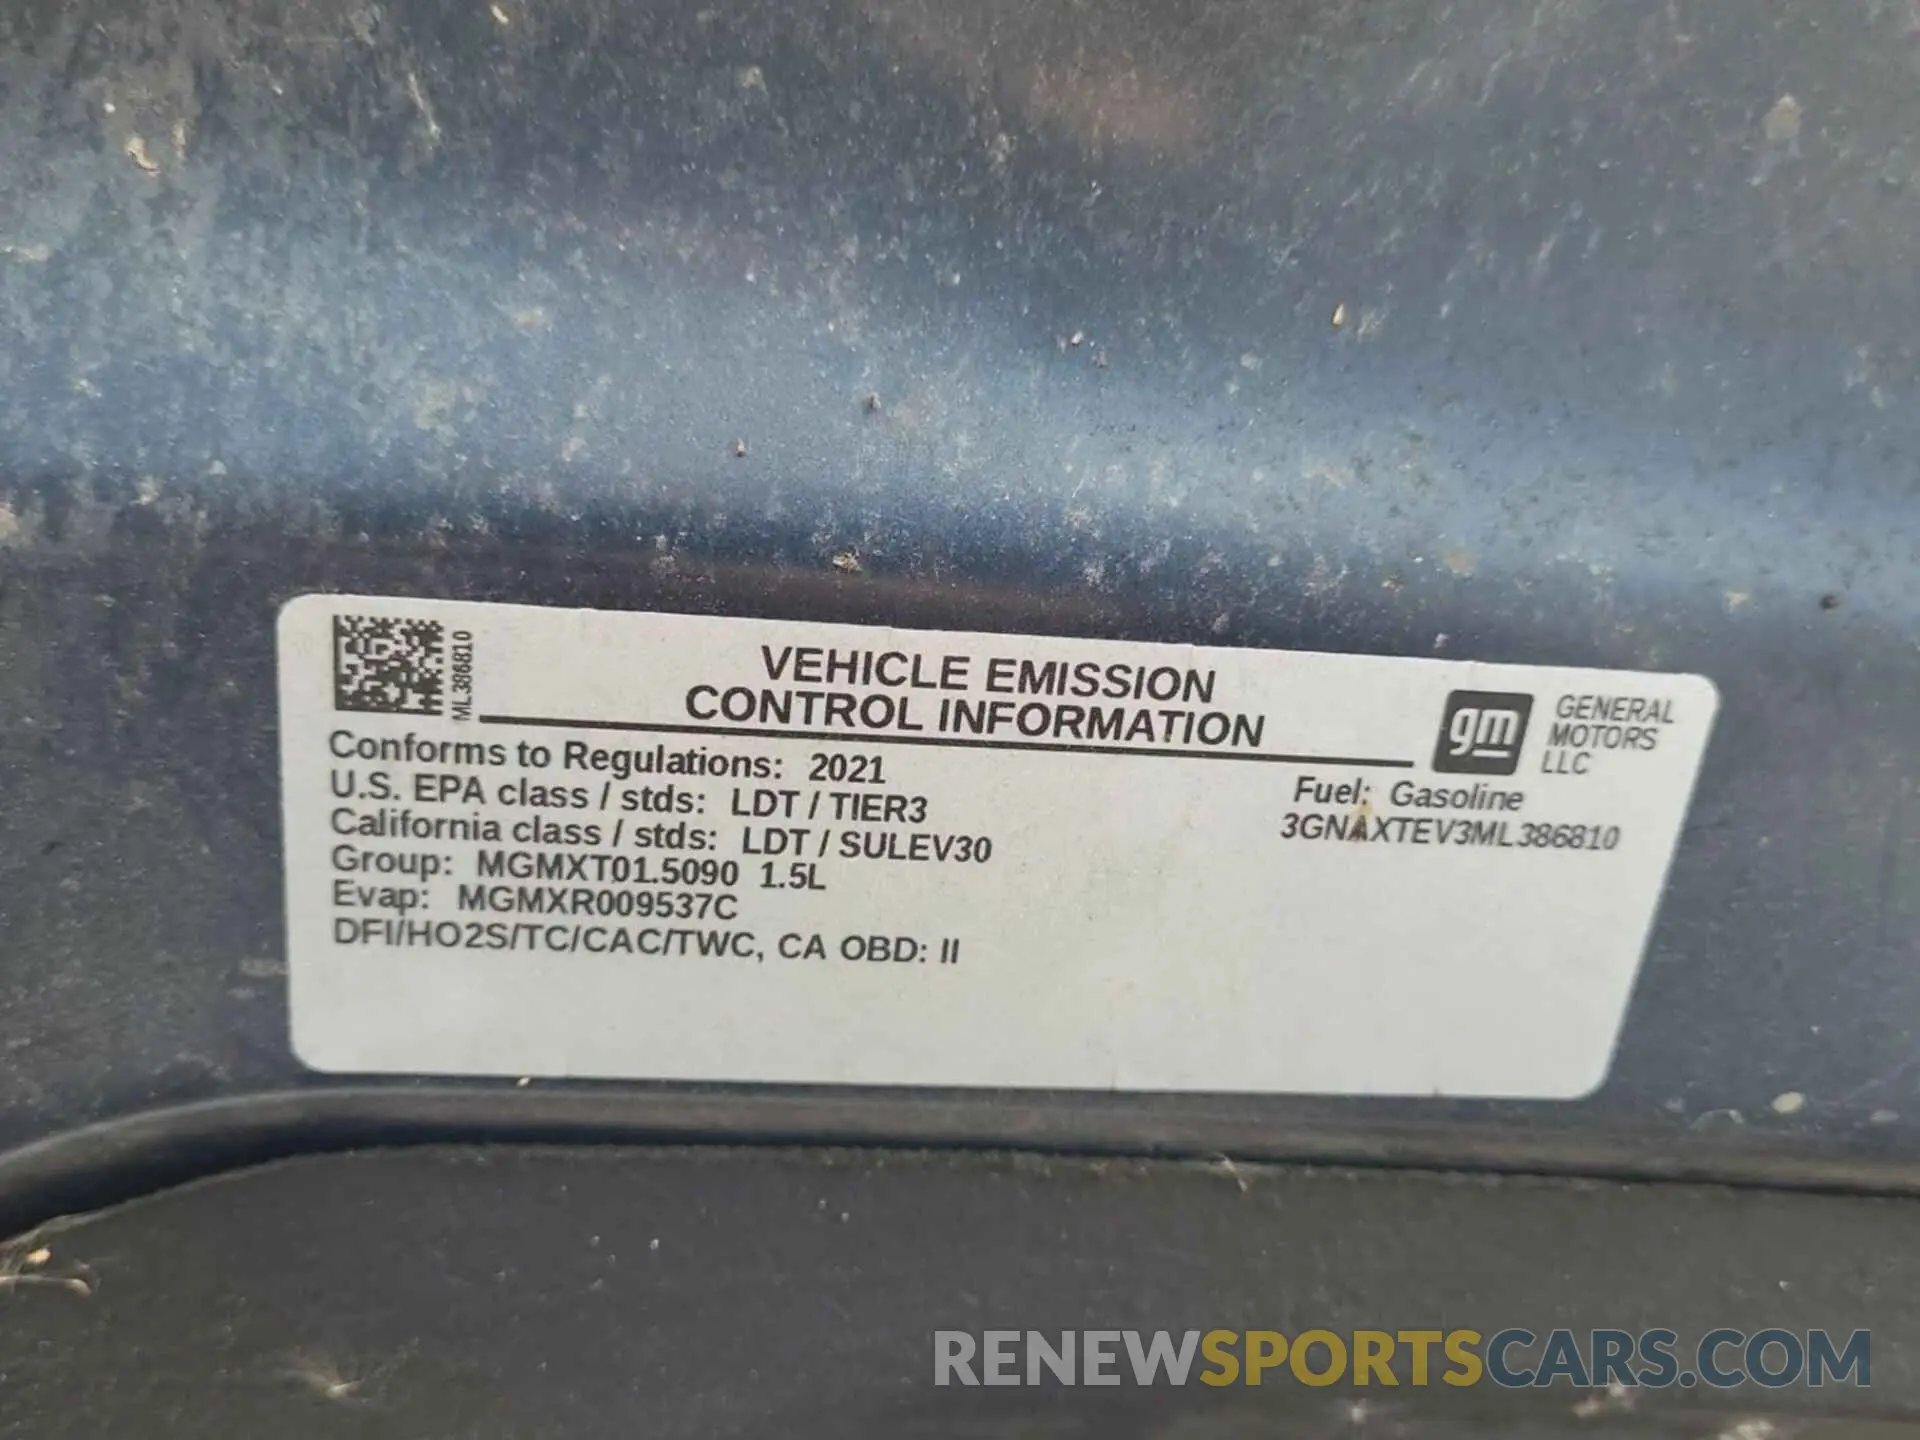 ML386810
VEHICLE EMISSION
CONTROL INFORMATION
gm
GENERAL
MOTORS
LLC
Conforms to Regulations: 2021
U.S. EPA class / stds: LDT / TIER3
California class / stds: LDT / SULEV30
Group: MGMXT01.5090 1.5L
Evap: MGMXR009537C
DFI/HO2S/TC/CAC/TWC, CA OBD: II
Fuel: Gasoline
3GNAXTEV3ML386810
RENEWSPORTSCARS.COM